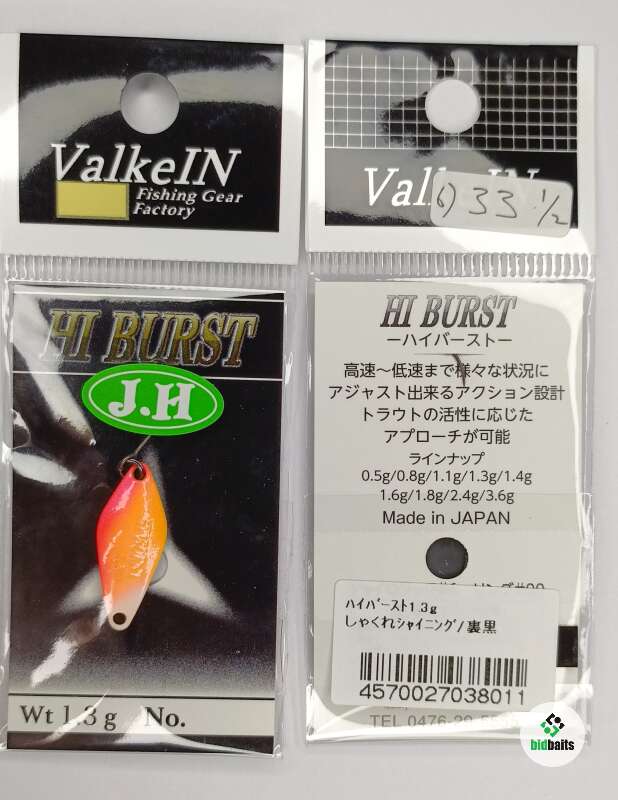 ValkeIN
Fishing Gear
Factory
HI BURST
J.H
Wt 1.3g No.
6) 33 1/2
HI BURST
ーハイバーストー
高速～低速まで様々な状況に
アジャスト出来るアクション設計
トラウトの活性に応じた
アプローチが可能
ラインナップ
0.5g/0.8g/1.1g/1.3g/1.4g
1.6g/1.8g/2.4g/3.6g
Made in JAPAN
ﾊｲﾊﾞｰｽﾄ1.3g
しゃくれｼｬｲﾆﾝｸﾞ/裏黒
4570027038011
bidbaits